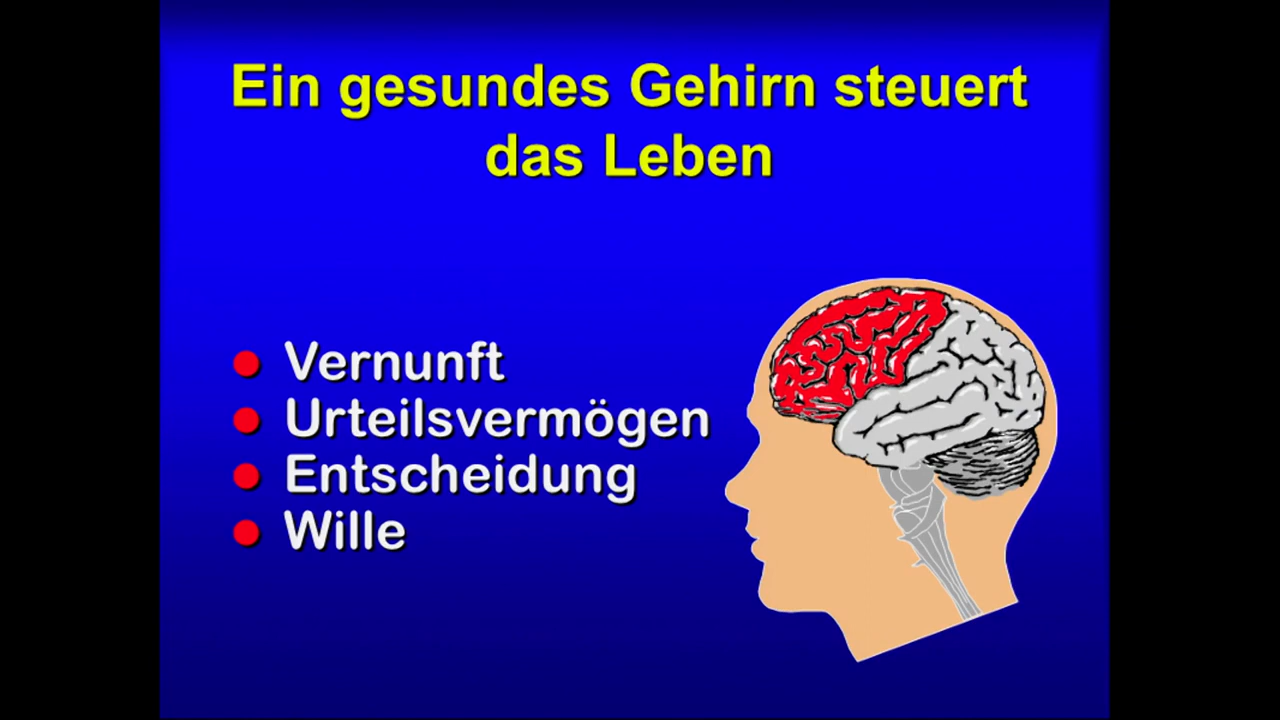 Ein gesundes Gehirn steuert
das Leben
Vernunft
Urteilsvermögen
Entscheidung
Wille